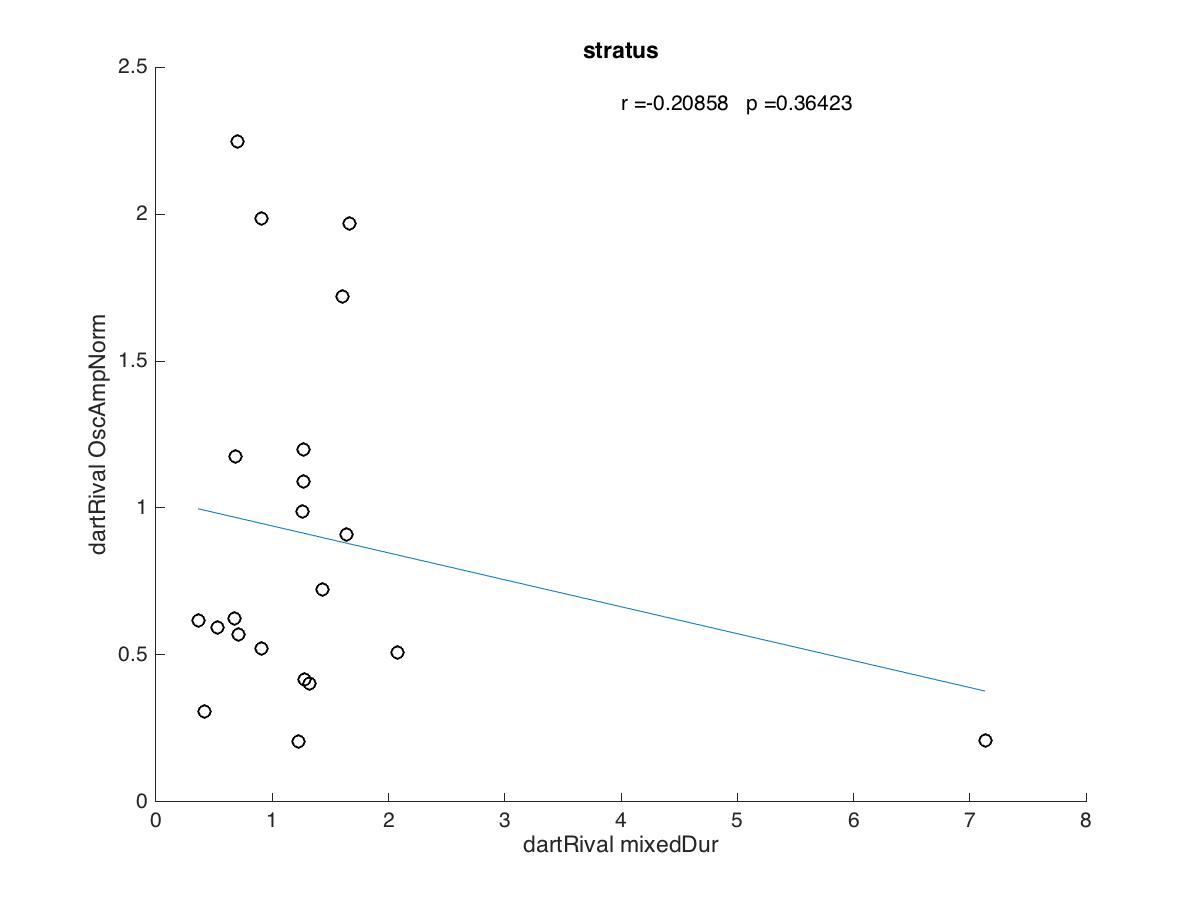 stratus
r =-0.20858   p =0.36423
2.5
2
1.5
1
0.5
0
dartRival OscAmpNorm
0 1 2 3 4 5 6 7 8
dartRival mixedDur